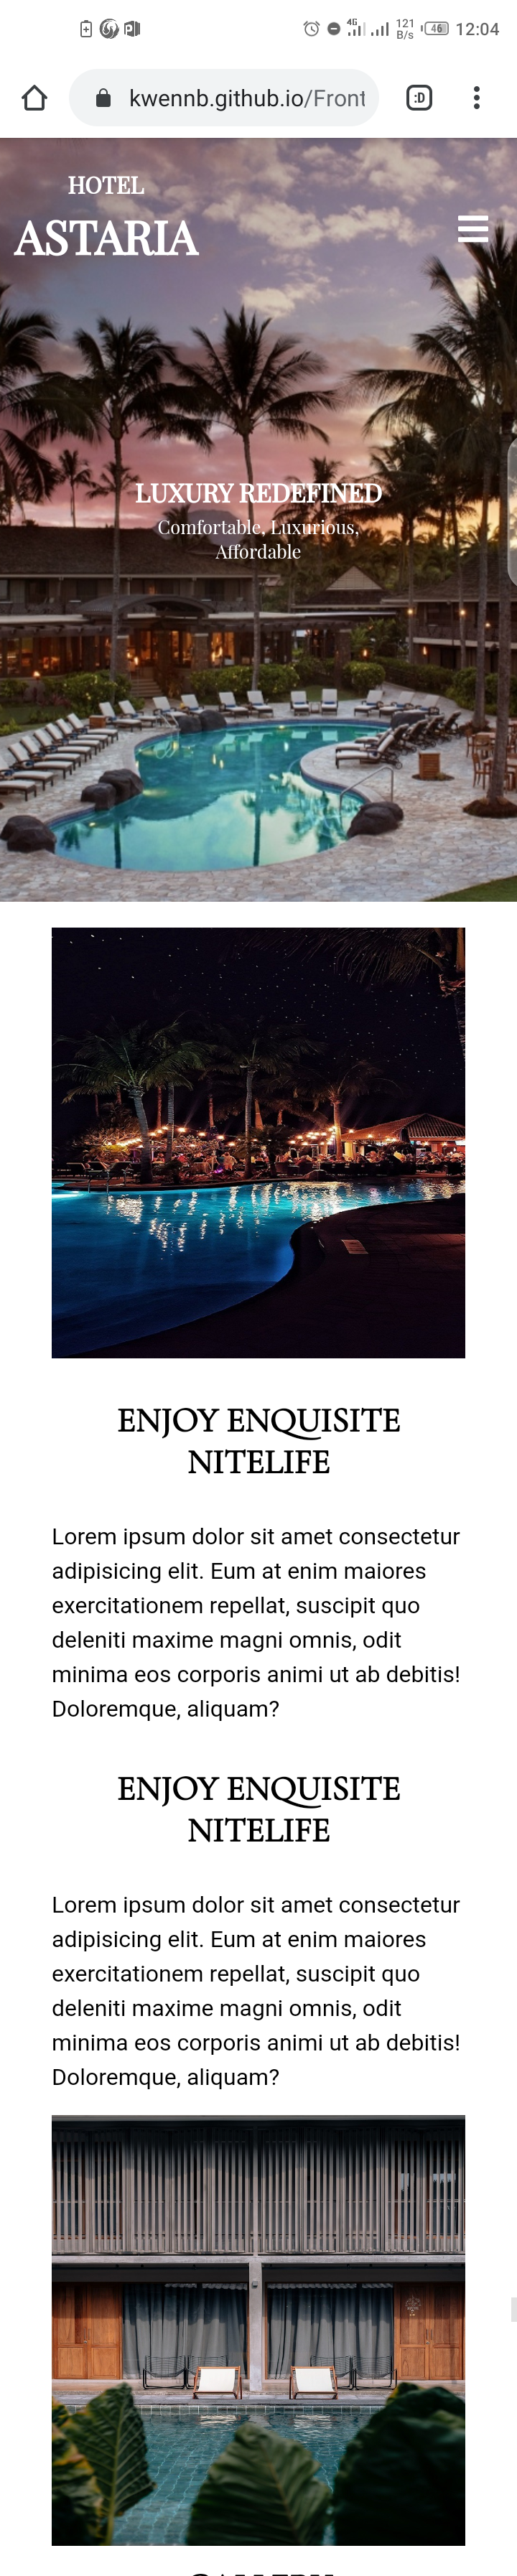 4G
121
B/s
46
12:04
kwennb.github.io/Front
:D
HOTEL
ASTARIA
LUXURY REDEFINED
Comfortable, Luxurious,
Affordable
ENJOY ENQUISITE
NITELIFE
Lorem ipsum dolor sit amet consectetur
adipisicing elit. Eum at enim maiores
exercitationem repellat, suscipit quo
deleniti maxime magni omnis, odit
minima eos corporis animi ut ab debitis!
Doloremque, aliquam?
ENJOY ENQUISITE
NITELIFE
Lorem ipsum dolor sit amet consectetur
adipisicing elit. Eum at enim maiores
exercitationem repellat, suscipit quo
deleniti maxime magni omnis, odit
minima eos corporis animi ut ab debitis!
Doloremque, aliquam?